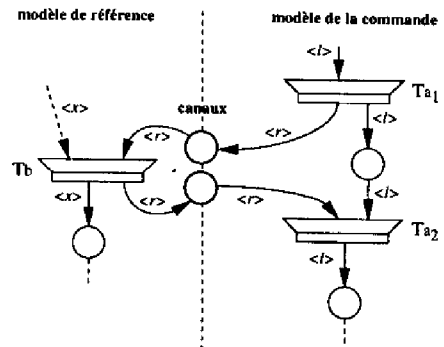 modèle de référence
modèle de la commande
<l>
Ta1
<x>
canaux
<r>
<r>
<l>
Tb
<x>
<r>
<r>
<l>
Ta2
<l>